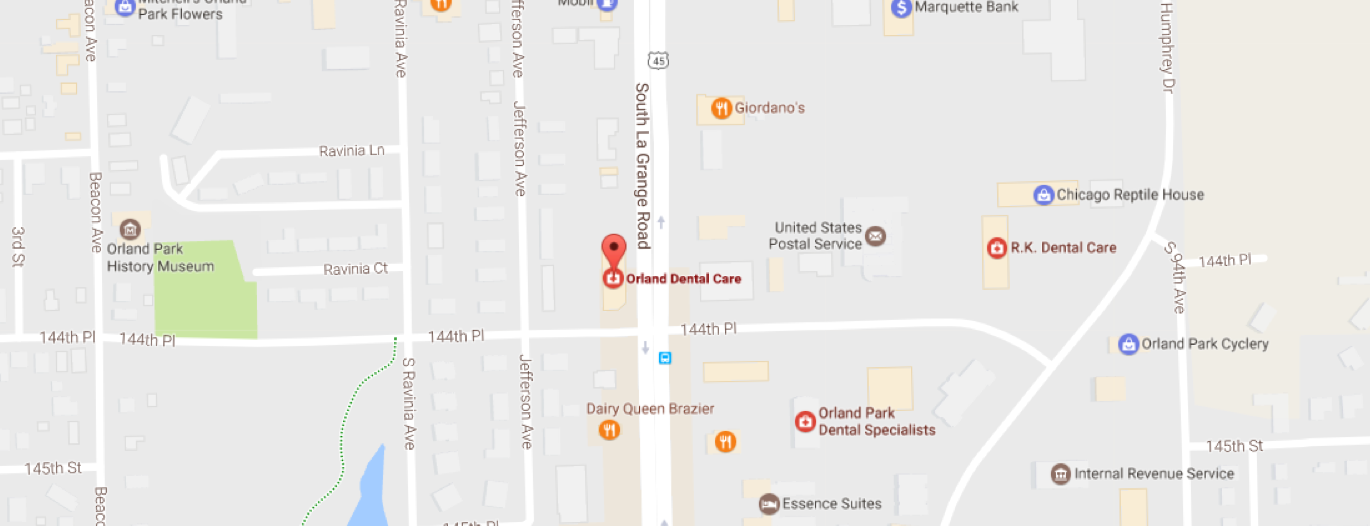 Mitchell's Orland
Park Flowers
Mobil
Marquette Bank
Beacon Ave
Ravinia Ave
Jefferson Ave
45
Humphrey Dr
South La Grange Road
Giordano's
Jefferson Ave
Ravinia Ln
Beacon Ave
Chicago Reptile House
3rd St
Orland Park
History Museum
United States
Postal Service
R.K. Dental Care
S 94th Ave
144th Pl
Ravinia Ct
Orland Dental Care
144th Pl
144th Pl
144th Pl
144th Pl
Orland Park Cyclery
S Ravinia Ave
Jefferson Ave
Dairy Queen Brazier
Orland Park
Dental Specialists
145th St
145th St
Internal Revenue Service
Essence Suites
145th Pl